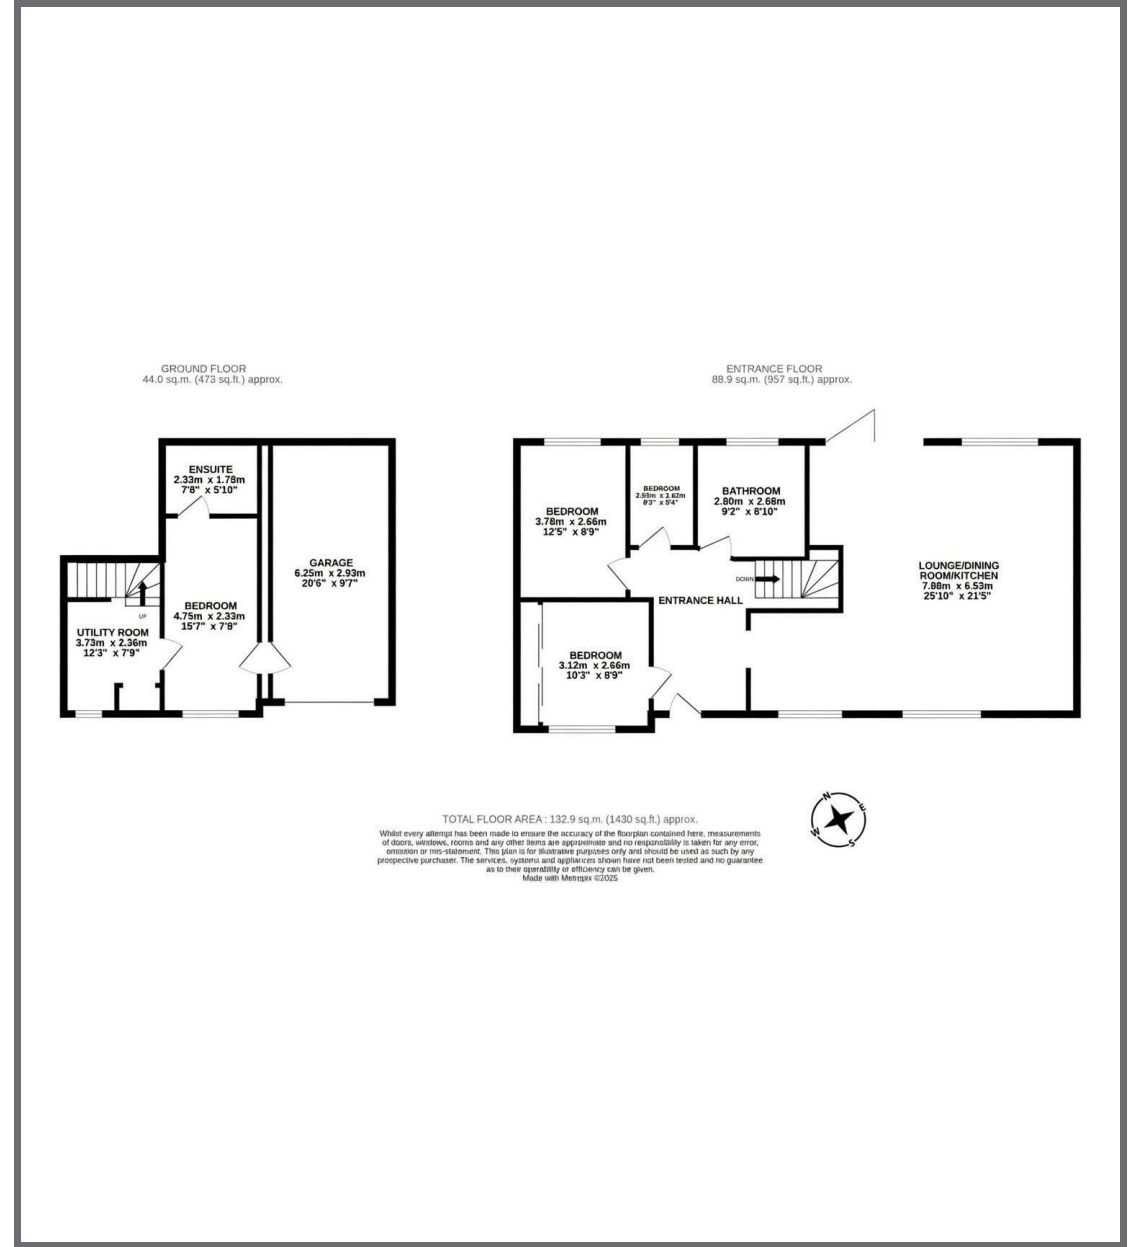 GROUND FLOOR
44.0 sq.m. (473 sq.ft.) approx.
ENTRANCE FLOOR
88.9 sq.m. (957 sq.ft.) approx.
ENSUITE
2.33m x 1.78m
7'8" x 5'10"
GARAGE
6.25m x 2.93m
20'6" x 9'7"
BEDROOM
4.75m x 2.33m
15'7" x 7'8"
UP
UTILITY ROOM
3.73m x 2.36m
12'3" x 7'9"
BEDROOM
3.78m x 2.66m
12'5" x 8'9"
BEDROOM
8'3" x 5'4"
BATHROOM
2.80m x 2.68m
9'2" x 8'10"
LOUNGE/DINING
ROOM/KITCHEN
7.88m x 6.53m
25'10" x 21'5"
DOWN
ENTRANCE HALL
BEDROOM
3.12m x 2.66m
10'3" x 8'9"
N
E
S
W
TOTAL FLOOR AREA : 132.9 sq.m. (1430 sq.ft.) approx.
Whilst every attempt has been made to ensure the accuracy of the floorplan contained here, measurements
of doors, windows, rooms and any other items are approximate and no responsibility is taken for any error,
omission or mis-statement. This plan is for illustrative purposes only and should be used as such by any
prospective purchaser. The services, systems and appliances shown have not been tested and no guarantee
as to their operability or efficiency can be given.
Made with Metropix ©2025